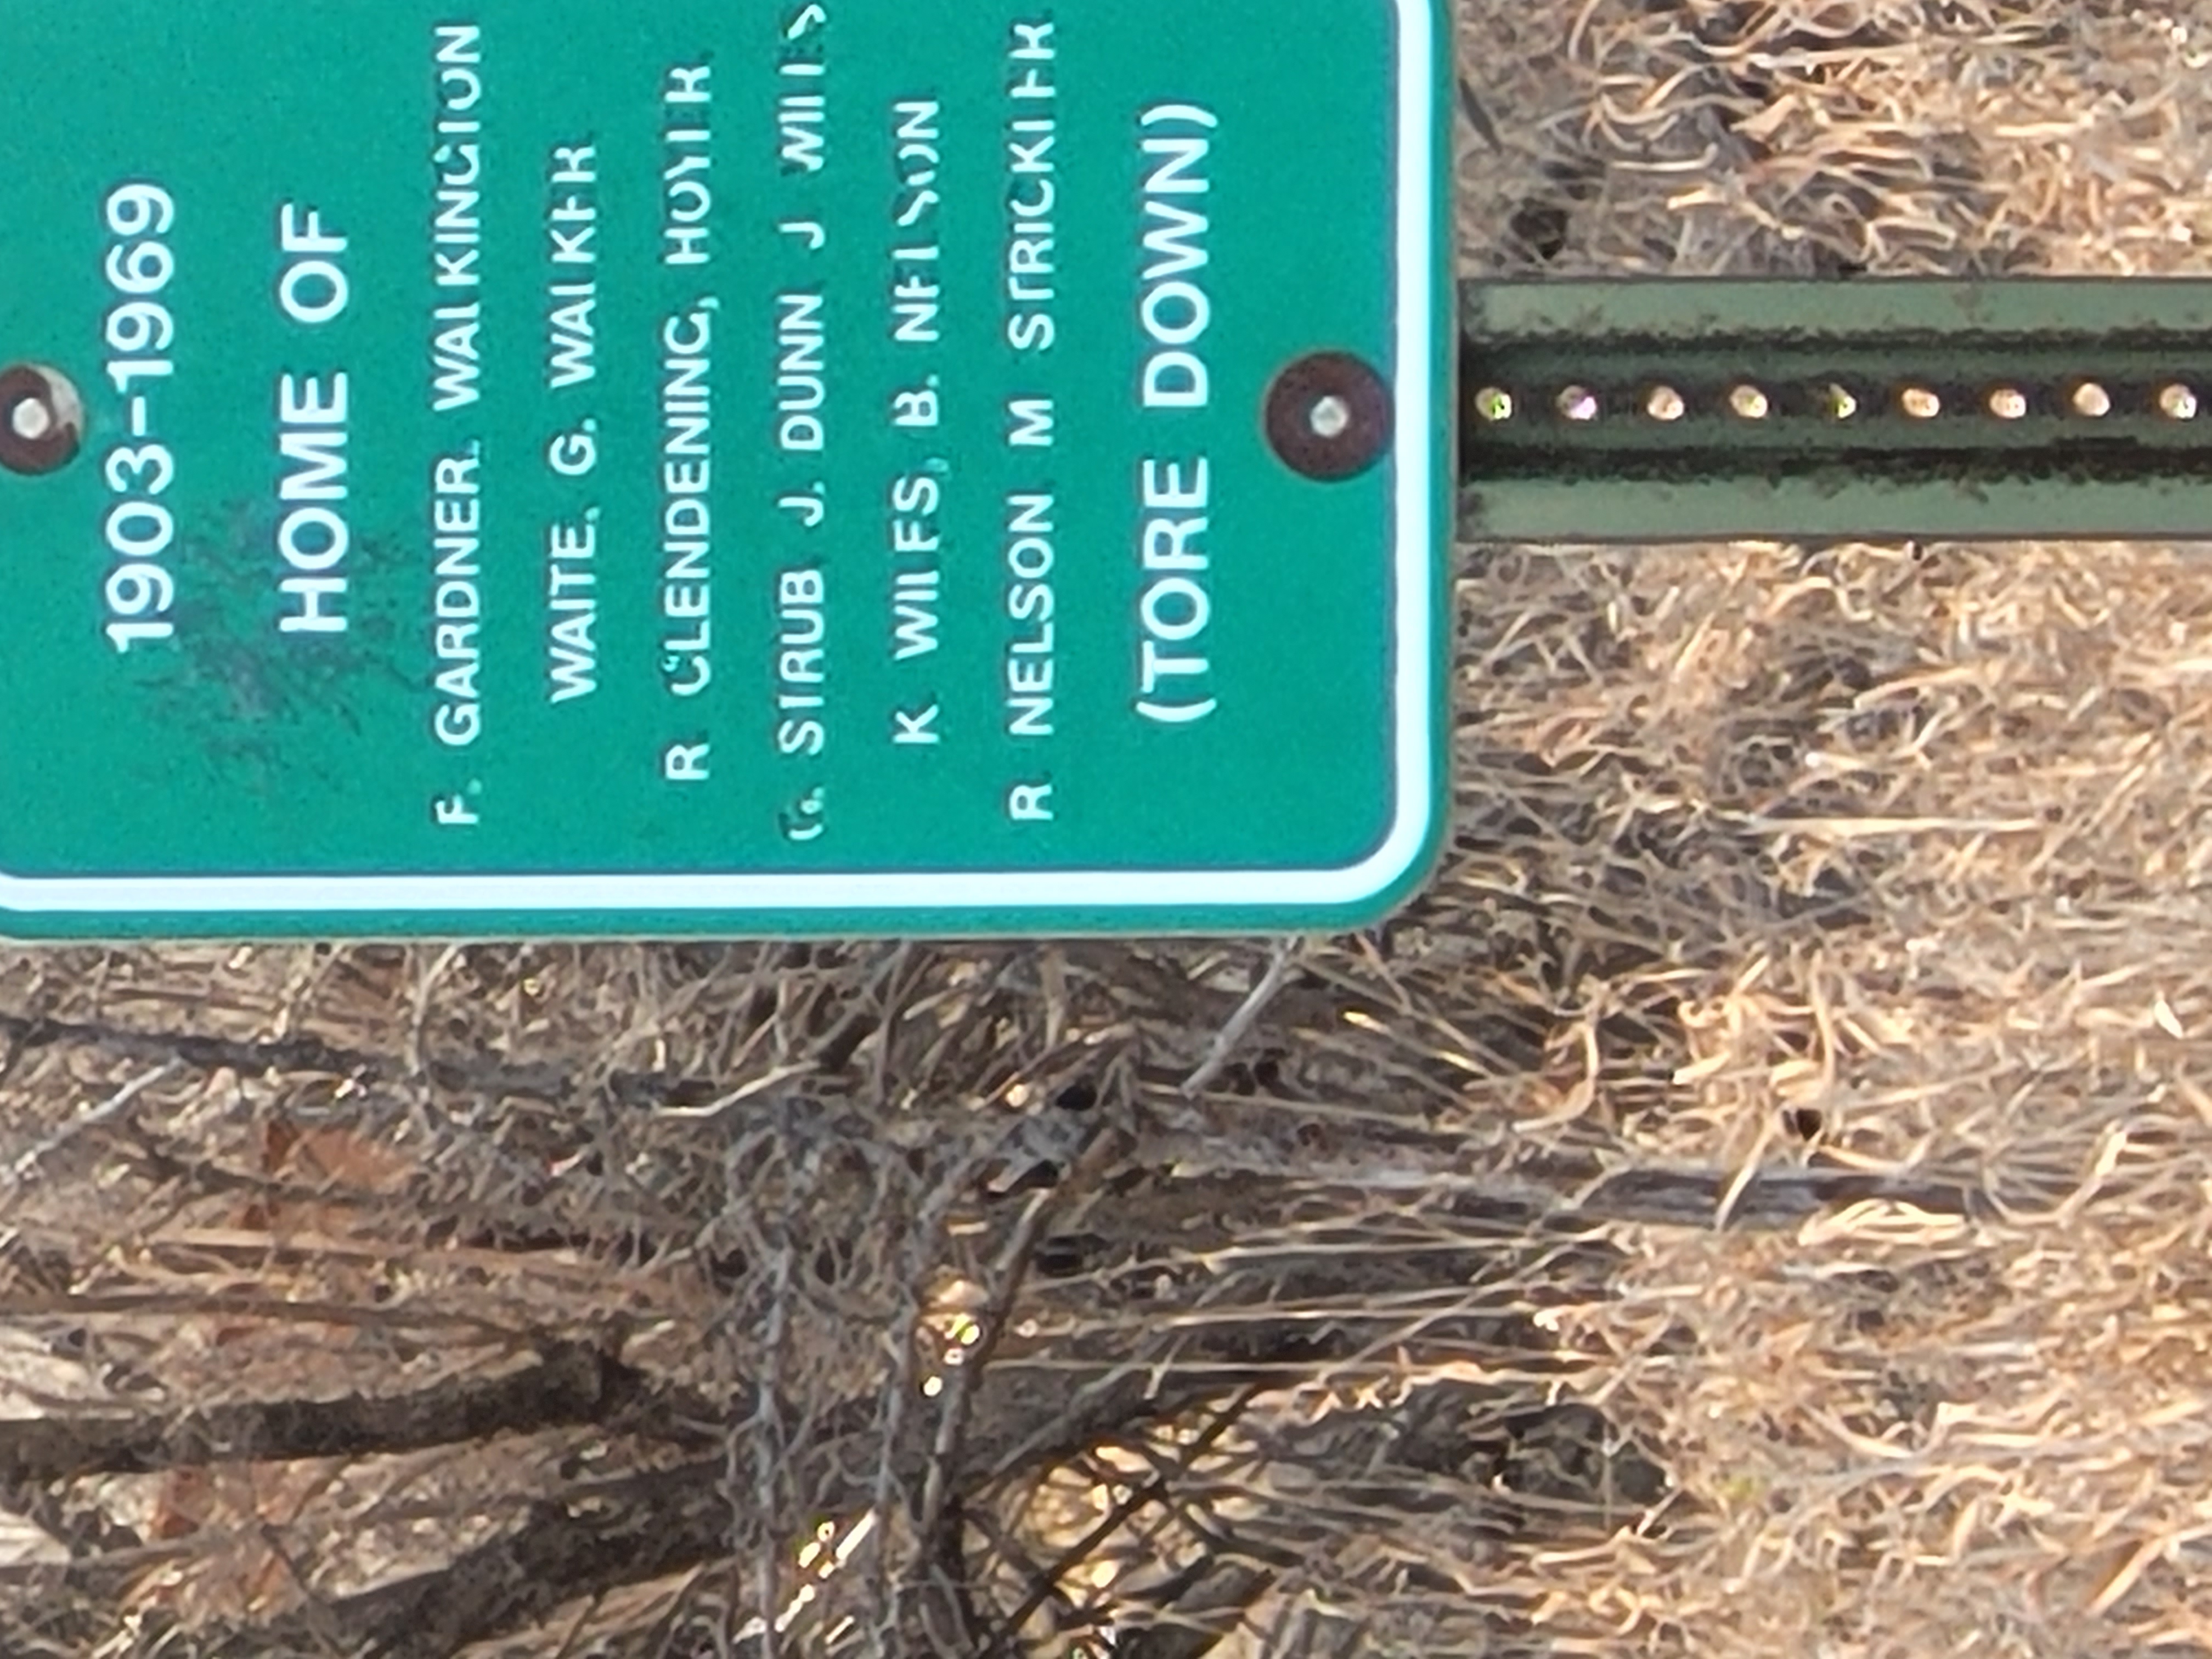 1903-1969
HOME OF
F. GARDNER, WALKINGTON
WAITE, G. WALKER
R. CLENDENING, HOYER
G. STRUB J. DUNN J. WILES
K. WILES, B. NELSON
R. NELSON M. STRICKLER
(TORE DOWN)